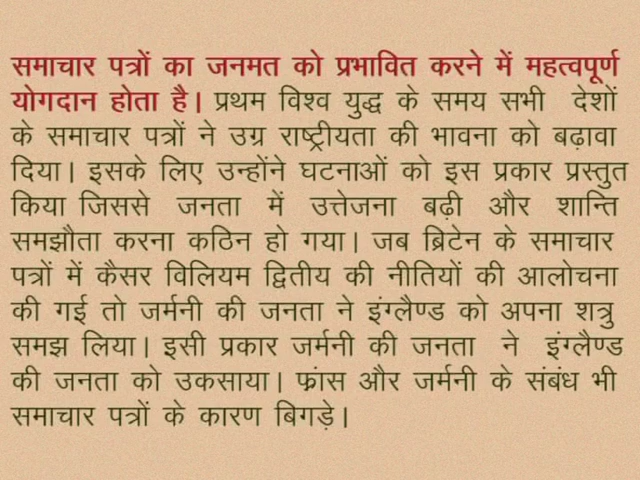 समाचार पत्रों का जनमत को प्रभावित करने में महत्वपूर्ण
योगदान होता है। प्रथम विश्व युद्ध के समय सभी देशों
के समाचार पत्रों ने उग्र राष्ट्रीयता की भावना को बढ़ावा
दिया। इसके लिए उन्होंने घटनाओं को इस प्रकार प्रस्तुत
किया जिससे जनता में उत्तेजना बढ़ी और शान्ति
समझौता करना कठिन हो गया। जब ब्रिटेन के समाचार
पत्रों में कैसर विलियम द्वितीय की नीतियों की आलोचना
की गई तो जर्मनी की जनता ने इंग्लैण्ड को अपना शत्रु
समझ लिया। इसी प्रकार जर्मनी की जनता ने इंग्लैण्ड
की जनता को उकसाया। फ्रांस और जर्मनी के संबंध भी
समाचार पत्रों के कारण बिगड़े।